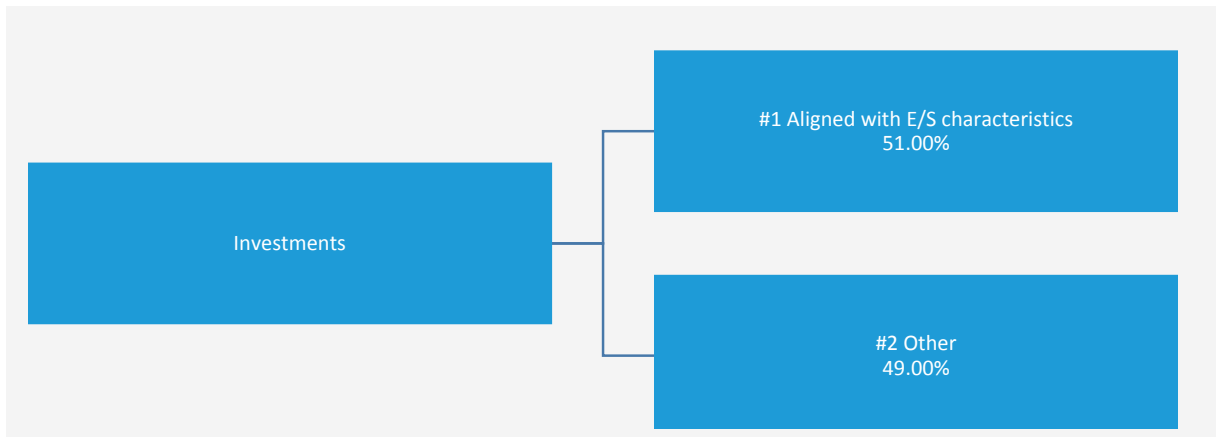 Investments
#1 Aligned with E/S characteristics
51.00%
#2 Other
49.00%